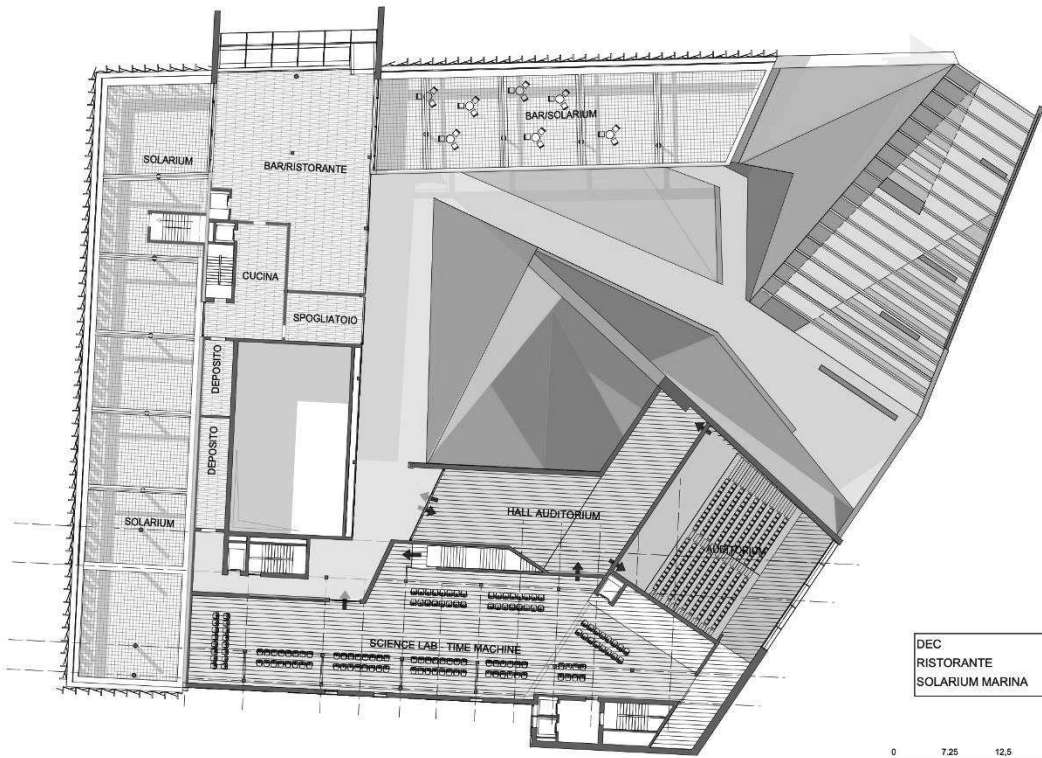 BAR/SOLARIUM
SOLARIUM
BAR/RISTORANTE
CUCINA
SPOGLIATOIO
DEPOSITO
DEPOSITO
SOLARIUM
HALL AUDITORIUM
AUDITORIUM
SCIENCE LAB - TIME MACHINE
DEC
RISTORANTE
SOLARIUM MARINA
0 7.25 12,5